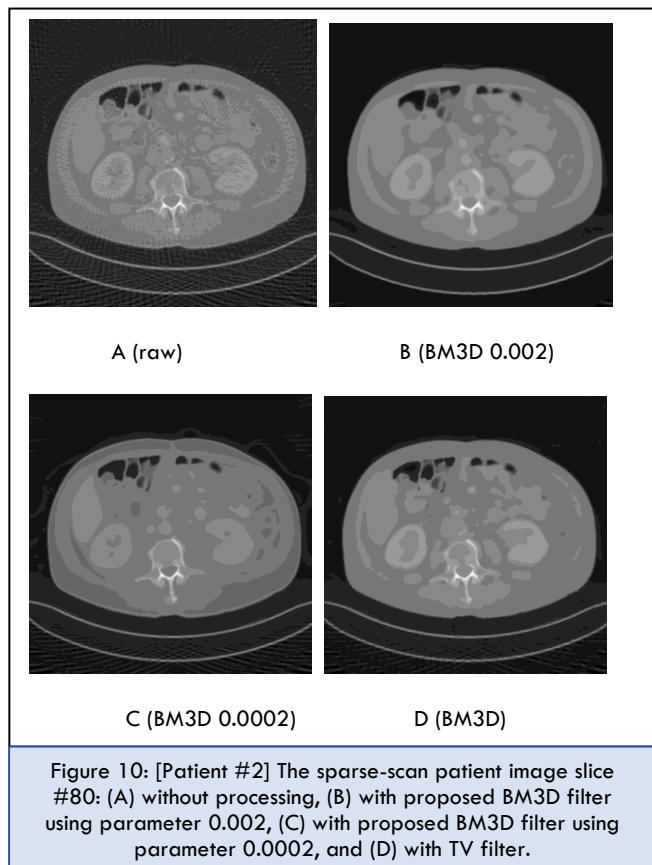 A (raw)
B (BM3D 0.002)
C (BM3D 0.0002)
D (BM3D)
Figure 10: [Patient #2] The sparse-scan patient image slice
#80: (A) without processing, (B) with proposed BM3D filter
using parameter 0.002, (C) with proposed BM3D filter using
parameter 0.0002, and (D) with TV filter.